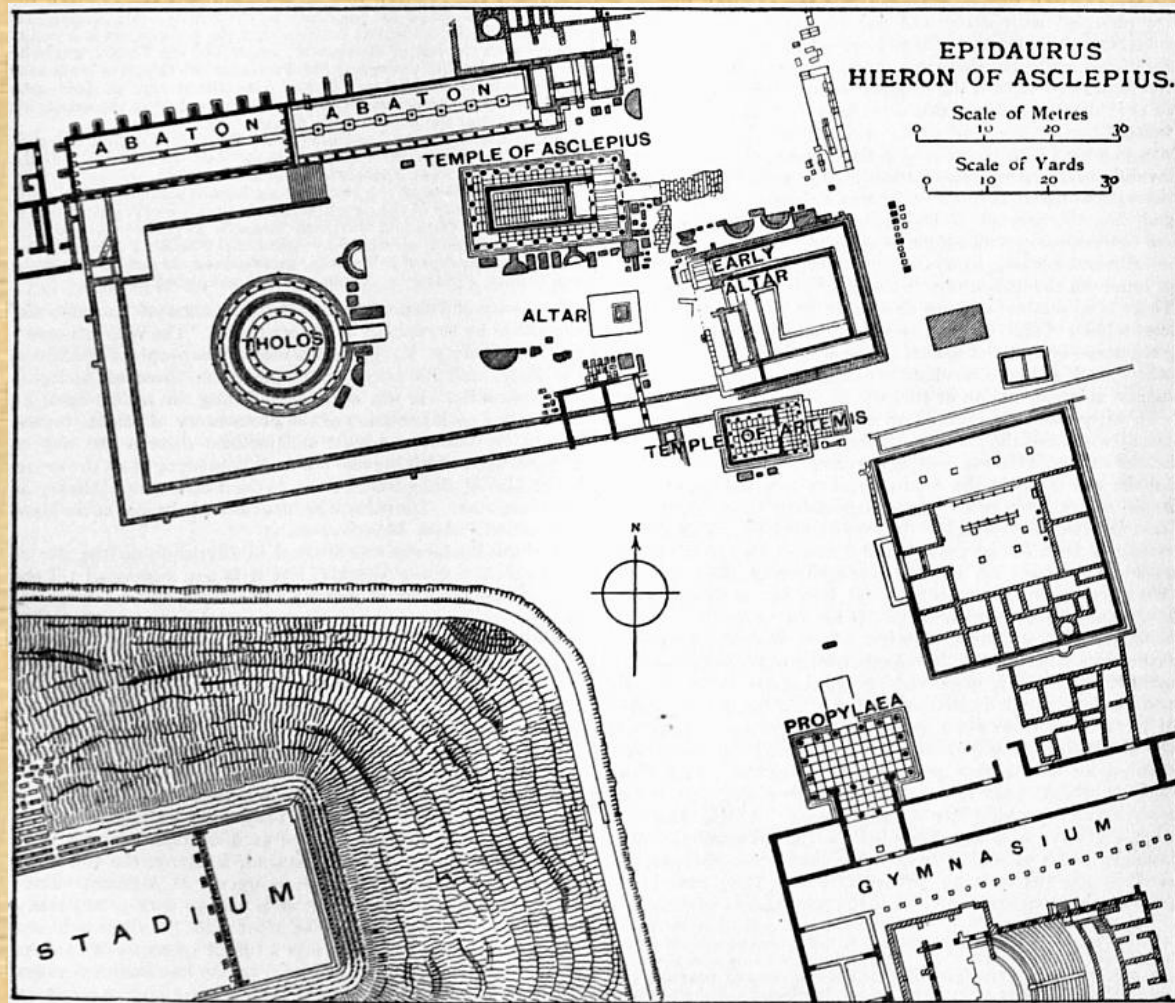 EPIDAURUS
HIERON OF ASCLEPIUS
Scale of Metres
0 10 20 30
Scale of Yards
0 10 20 30
ABATON
ABATON
TEMPLE OF ASCLEPIUS
EARLY
ALTAR
ALTAR
THOLOS
TEMPLE OF ARTEMIS
N
PROPYLAEA
GYMNASIUM
STADIUM